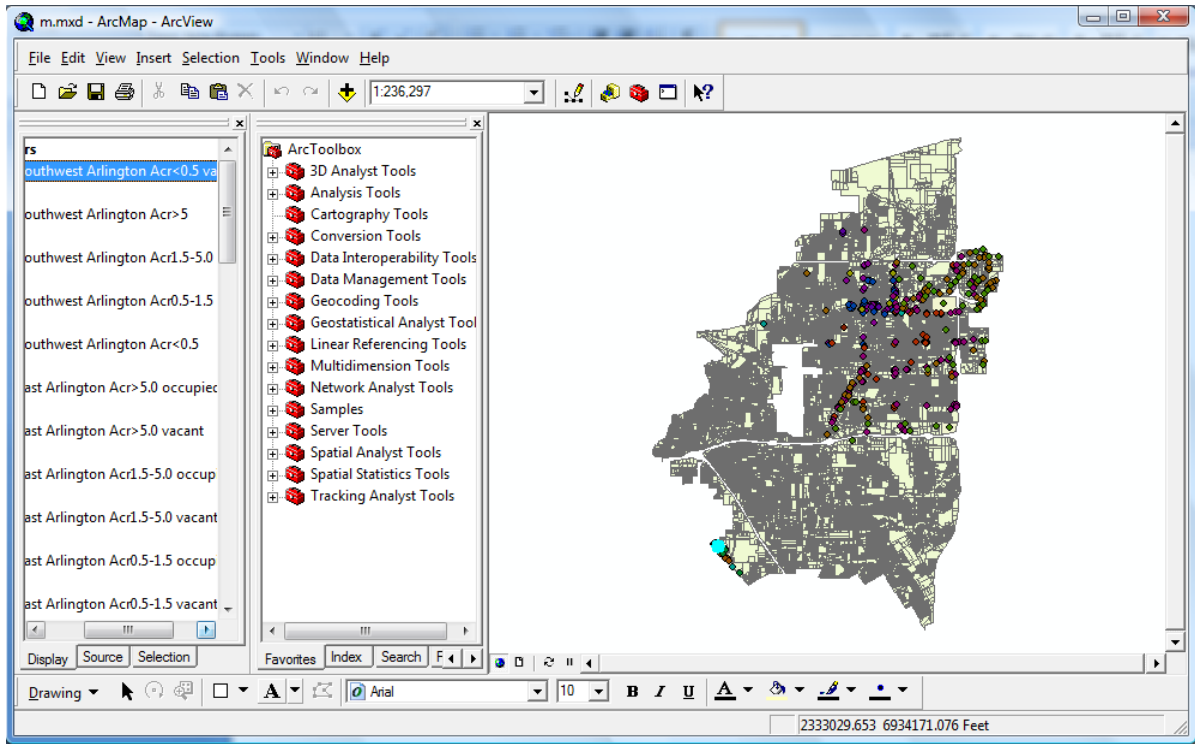 m.mxd - ArcMap - ArcView
File Edit View Insert Selection Tools Window Help
1:236,297
rs
outhwest Arlington Acr<0.5 va
outhwest Arlington Acr>5
outhwest Arlington Acr1.5-5.0
outhwest Arlington Acr0.5-1.5
outhwest Arlington Acr<0.5
ast Arlington Acr>5.0 occupied
ast Arlington Acr>5.0 vacant
ast Arlington Acr1.5-5.0 occup
ast Arlington Acr1.5-5.0 vacant
ast Arlington Acr0.5-1.5 occup
ast Arlington Acr0.5-1.5 vacant
Display Source Selection
ArcToolbox
3D Analyst Tools
Analysis Tools
Cartography Tools
Conversion Tools
Data Interoperability Tools
Data Management Tools
Geocoding Tools
Geostatistical Analyst Tool
Linear Referencing Tools
Multidimension Tools
Network Analyst Tools
Samples
Server Tools
Spatial Analyst Tools
Spatial Statistics Tools
Tracking Analyst Tools
Favorites Index Search F
Drawing A Arial 10 B I U A
2333029.653 6934171.076 Feet